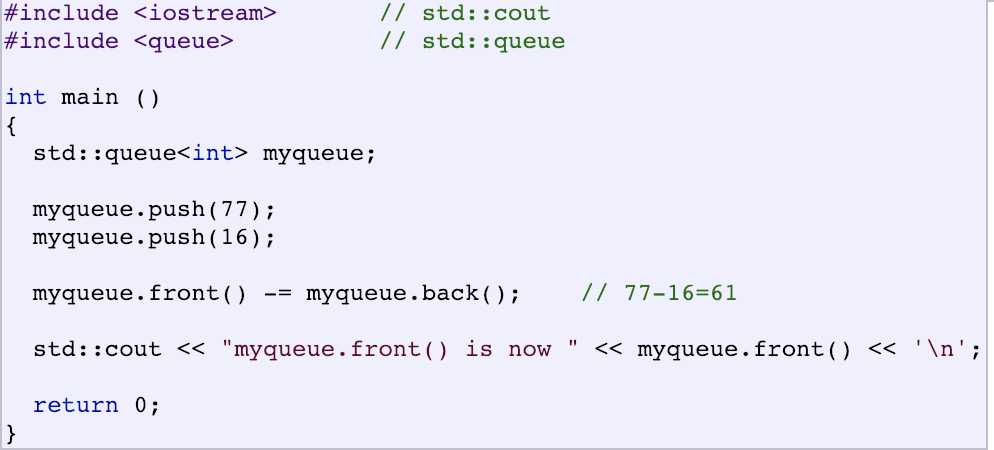 #include <iostream>       // std::cout
#include <queue>          // std::queue

int main ()
{
  std::queue<int> myqueue;

  myqueue.push(77);
  myqueue.push(16);

  myqueue.front() -= myqueue.back();    // 77-16=61

  std::cout << "myqueue.front() is now " << myqueue.front() << '\n';

  return 0;
}